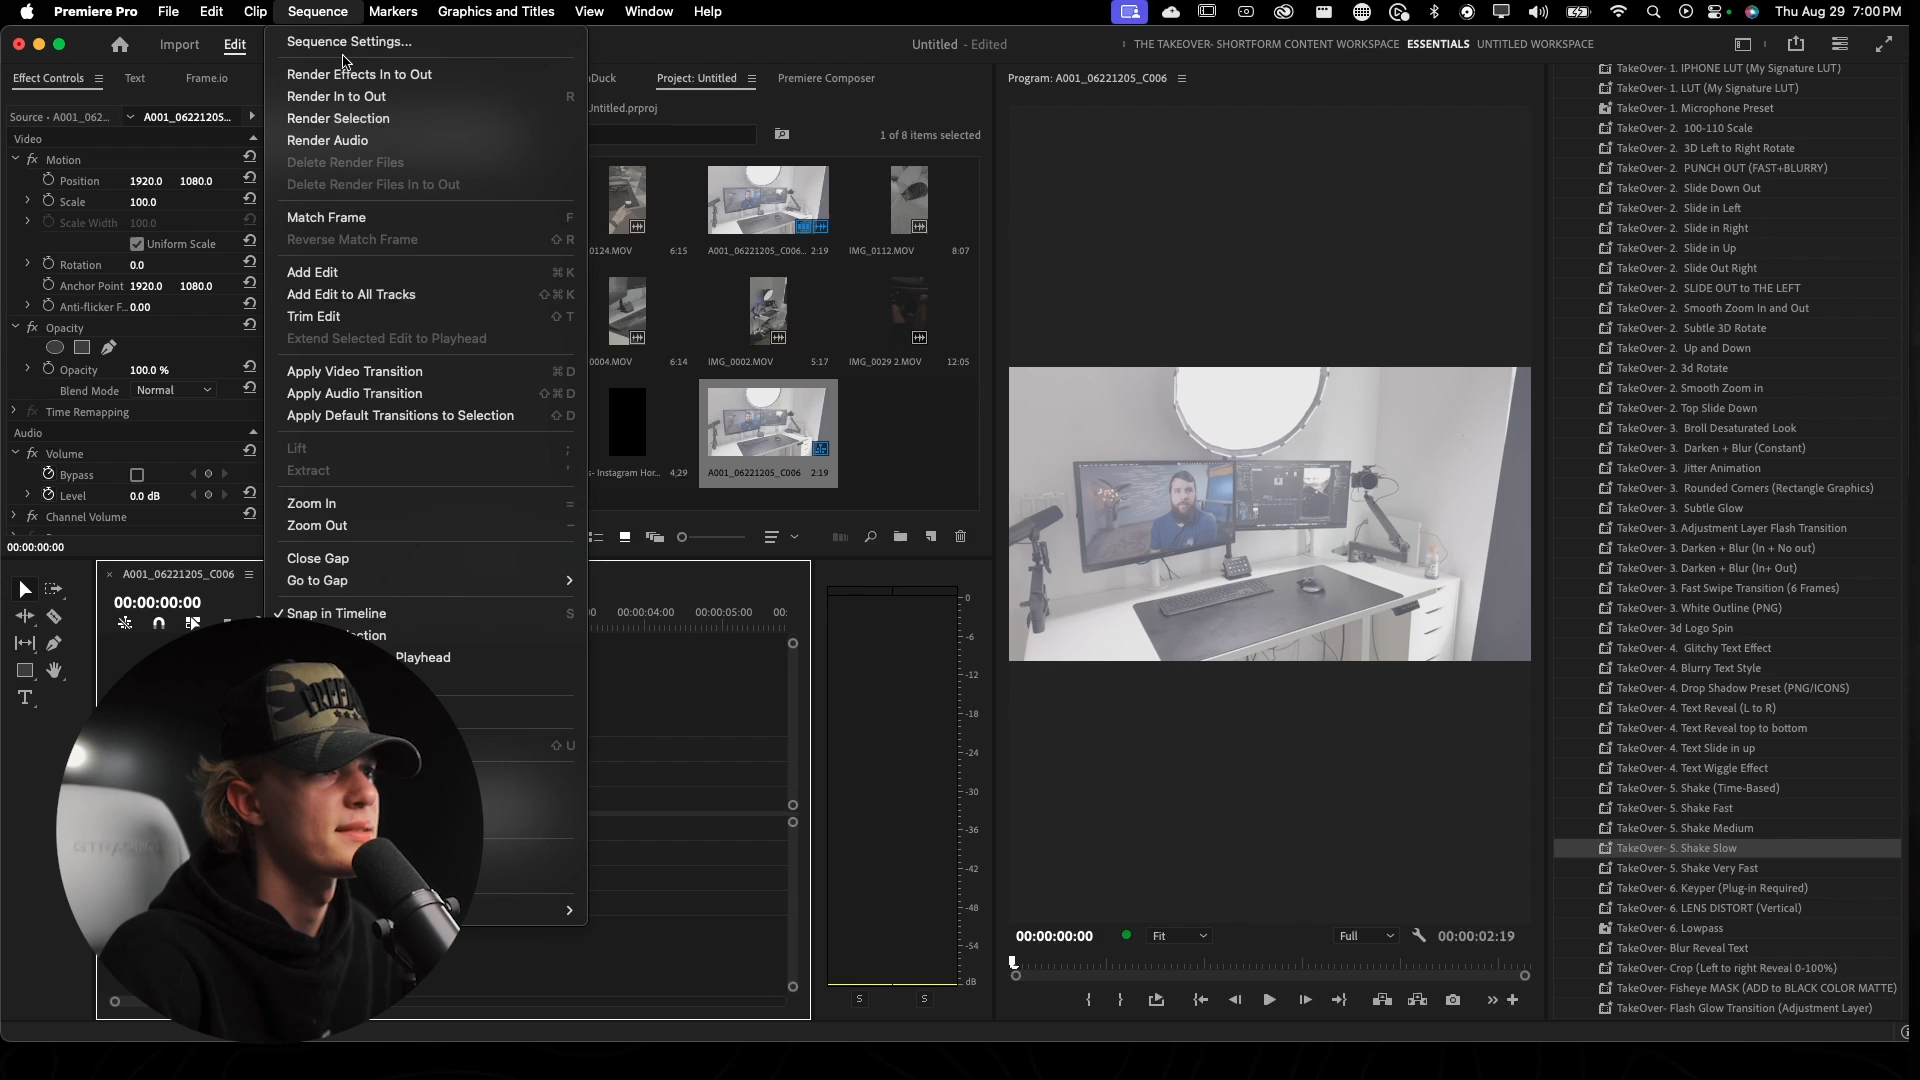 Premiere Pro File Edit Clip Sequence Markers Graphics and Titles View Window Help Thu Aug 29 7:00 PM
Import Edit
Untitled - Edited
THE TAKEOVER- SHORTFORM CONTENT WORKSPACE ESSENTIALS UNTITLED WORKSPACE
Sequence Settings...
Render Effects In to Out
Render In to Out R
Render Selection
Render Audio
Delete Render Files
Delete Render Files In to Out
Match Frame F
Reverse Match Frame ⇧ R
Add Edit ⌘ K
Add Edit to All Tracks ⇧ ⌘ K
Trim Edit ⇧ T
Extend Selected Edit to Playhead
Apply Video Transition ⌘ D
Apply Audio Transition ⇧ ⌘ D
Apply Default Transitions to Selection ⇧ D
Lift ;
Extract '
Zoom In =
Zoom Out -
Close Gap
Go to Gap
Snap in Timeline S
ection
Playhead
⇧ U
Effect Controls Text Frame.io
Source • A001_062... A001_06221205...
Video
fx Motion
Position 1920.0 1080.0
Scale 100.0
Scale Width 100.0
Uniform Scale
Rotation 0.0
Anchor Point 1920.0 1080.0
Anti-flicker F... 0.00
fx Opacity
Opacity 100.0 %
Blend Mode Normal
fx Time Remapping
Audio
fx Volume
Bypass
Level 0.0 dB
fx Channel Volume
00:00:00:00
nDuck Project: Untitled Premiere Composer
Untitled.prproj
1 of 8 items selected
0124.MOV 6:15
A001_06221205_C006... 2:19
IMG_0112.MOV 8:07
0004.MOV 6:14
IMG_0002.MOV 5:17
IMG_0029 2.MOV 12:05
s- Instagram Hor... 4;29
A001_06221205_C006 2:19
A001_06221205_C006
00:00:00:00
00:00:04:00 00:00:05:00 00:
T
GTRACING
0
-6
-12
-18
-24
-30
-36
-42
-48
-54
dB
S S
Program: A001_06221205_C006
00:00:00:00 Fit Full 00:00:02:19
TakeOver- 1. IPHONE LUT (My Signature LUT)
TakeOver- 1. LUT (My Signature LUT)
TakeOver- 1. Microphone Preset
TakeOver- 2. 100-110 Scale
TakeOver- 2. 3D Left to Right Rotate
TakeOver- 2. PUNCH OUT (FAST+BLURRY)
TakeOver- 2. Slide Down Out
TakeOver- 2. Slide in Left
TakeOver- 2. Slide in Right
TakeOver- 2. Slide in Up
TakeOver- 2. Slide Out Right
TakeOver- 2. SLIDE OUT to THE LEFT
TakeOver- 2. Smooth Zoom In and Out
TakeOver- 2. Subtle 3D Rotate
TakeOver- 2. Up and Down
TakeOver- 2. 3d Rotate
TakeOver- 2. Smooth Zoom in
TakeOver- 2. Top Slide Down
TakeOver- 3. Broll Desaturated Look
TakeOver- 3. Darken + Blur (Constant)
TakeOver- 3. Jitter Animation
TakeOver- 3. Rounded Corners (Rectangle Graphics)
TakeOver- 3. Subtle Glow
TakeOver- 3. Adjustment Layer Flash Transition
TakeOver- 3. Darken + Blur (In + No out)
TakeOver- 3. Darken + Blur (In+ Out)
TakeOver- 3. Fast Swipe Transition (6 Frames)
TakeOver- 3. White Outline (PNG)
TakeOver- 3d Logo Spin
TakeOver- 4. Glitchy Text Effect
TakeOver- 4. Blurry Text Style
TakeOver- 4. Drop Shadow Preset (PNG/ICONS)
TakeOver- 4. Text Reveal (L to R)
TakeOver- 4. Text Reveal top to bottom
TakeOver- 4. Text Slide in up
TakeOver- 4. Text Wiggle Effect
TakeOver- 5. Shake (Time-Based)
TakeOver- 5. Shake Fast
TakeOver- 5. Shake Medium
TakeOver- 5. Shake Slow
TakeOver- 5. Shake Very Fast
TakeOver- 6. Keyper (Plug-in Required)
TakeOver- 6. LENS DISTORT (Vertical)
TakeOver- 6. Lowpass
TakeOver- Blur Reveal Text
TakeOver- Crop (Left to right Reveal 0-100%)
TakeOver- Fisheye MASK (ADD to BLACK COLOR MATTE)
TakeOver- Flash Glow Transition (Adjustment Layer)